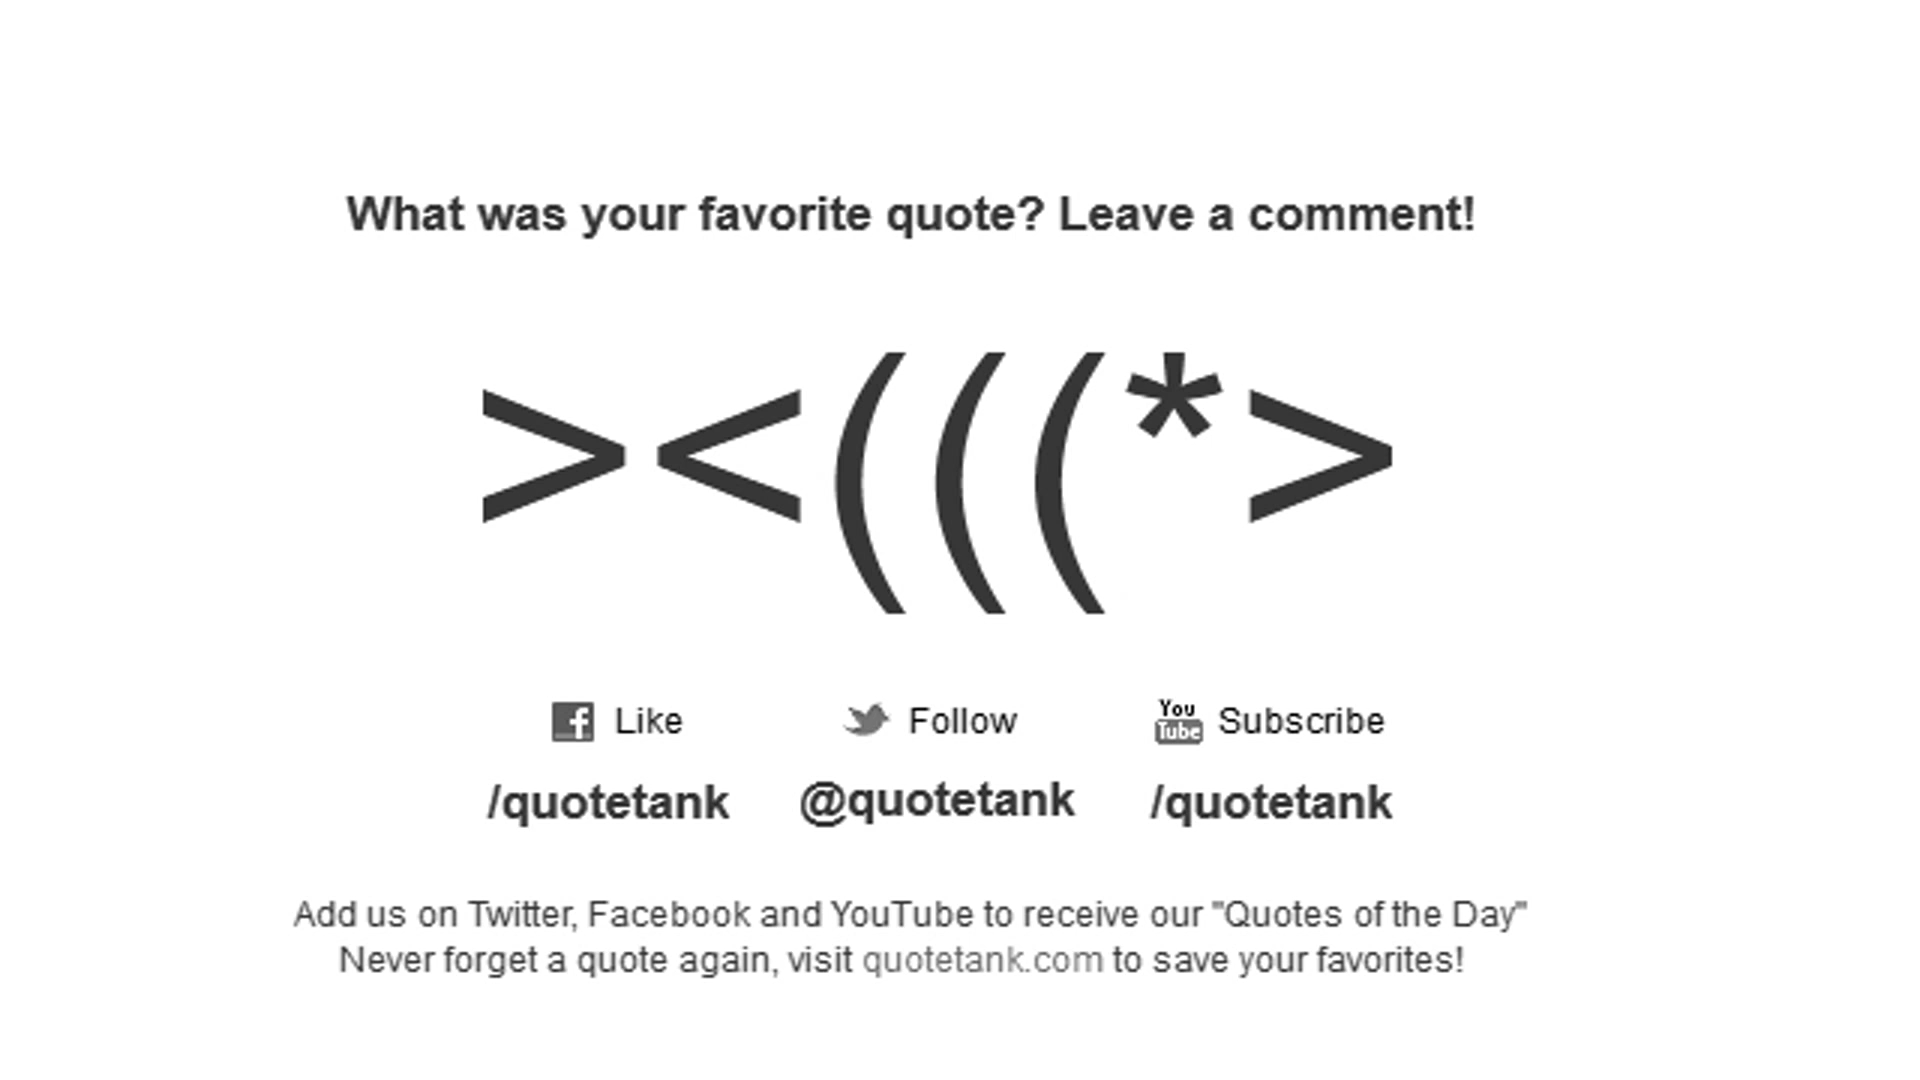 What was your favorite quote? Leave a comment!
><(((*>
f Like Follow You Tube Subscribe
/quotetank @quotetank /quotetank
Add us on Twitter, Facebook and YouTube to receive our "Quotes of the Day"
Never forget a quote again, visit quotetank.com to save your favorites!